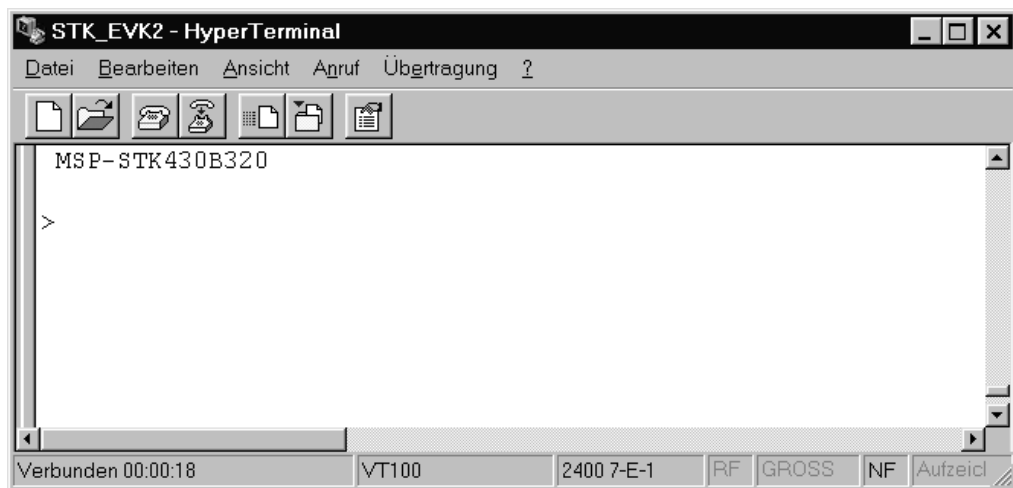 STK_EVK2 - HyperTerminal
Datei Bearbeiten Ansicht Anruf Übertragung ?
MSP-STK430B320
>
Verbunden 00:00:18 VT100 2400 7-E-1 RF GROSS NF Aufzeicl